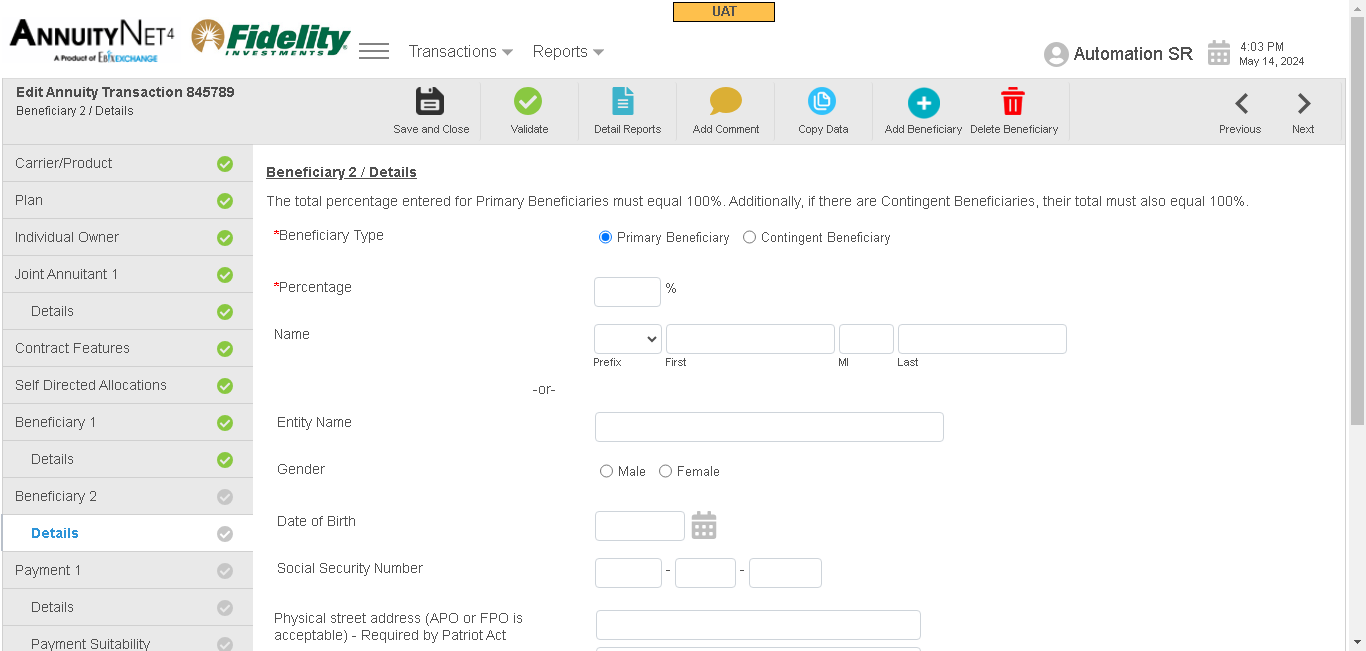 UAT
ANNUITYNET4
A Product of EBIXEXCHANGE
Fidelity
INVESTMENTS
Transactions
Reports
Automation SR
4:03 PM
May 14, 2024
Edit Annuity Transaction 845789
Beneficiary 2 / Details
Save and Close
Validate
Detail Reports
Add Comment
Copy Data
Add Beneficiary
Delete Beneficiary
Previous
Next
Carrier/Product
Plan
Individual Owner
Joint Annuitant 1
Details
Contract Features
Self Directed Allocations
Beneficiary 1
Details
Beneficiary 2
Details
Payment 1
Details
Payment Suitability
Beneficiary 2 / Details
The total percentage entered for Primary Beneficiaries must equal 100%. Additionally, if there are Contingent Beneficiaries, their total must also equal 100%.
*Beneficiary Type
Primary Beneficiary
Contingent Beneficiary
*Percentage
%
Name
Prefix
First
MI
Last
-or-
Entity Name
Gender
Male
Female
Date of Birth
Social Security Number
- -
Physical street address (APO or FPO is
acceptable) - Required by Patriot Act